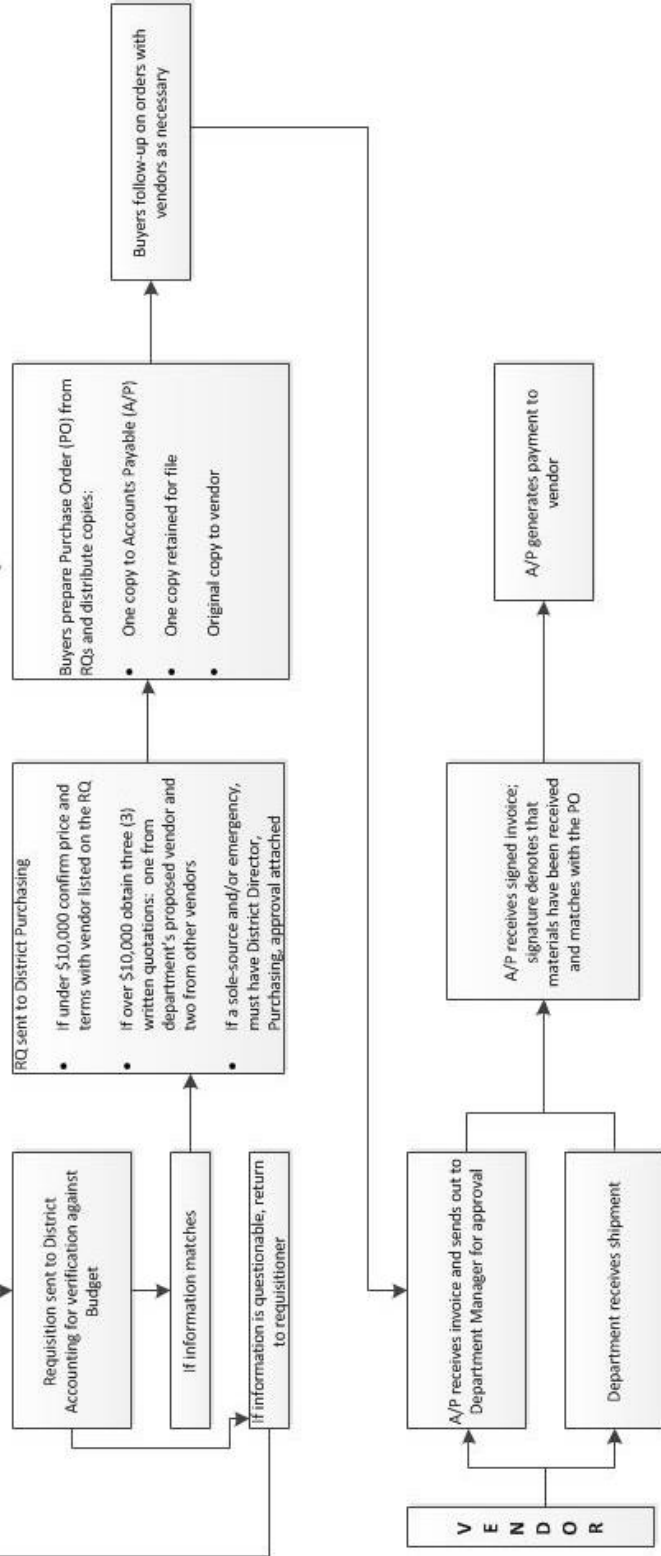 Requisition sent to District
Accounting for verification against
Budget
If information matches
If information is questionable, return
to requisitioner
RQ sent to District Purchasing
• If under $10,000 confirm price and
terms with vendor listed on the RQ
• If over $10,000 obtain three (3)
written quotations: one from
department's proposed vendor and
two from other vendors
• If a sole-source and/or emergency,
must have District Director,
Purchasing, approval attached
Buyers prepare Purchase Order (PO) from
RQs and distribute copies:
• One copy to Accounts Payable (A/P)
• One copy retained for file
• Original copy to vendor
Buyers follow-up on orders with
vendors as necessary
V
E
N
D
O
R
A/P receives invoice and sends out to
Department Manager for approval
Department receives shipment
A/P receives signed invoice;
signature denotes that
materials have been received
and matches with the PO
A/P generates payment to
vendor